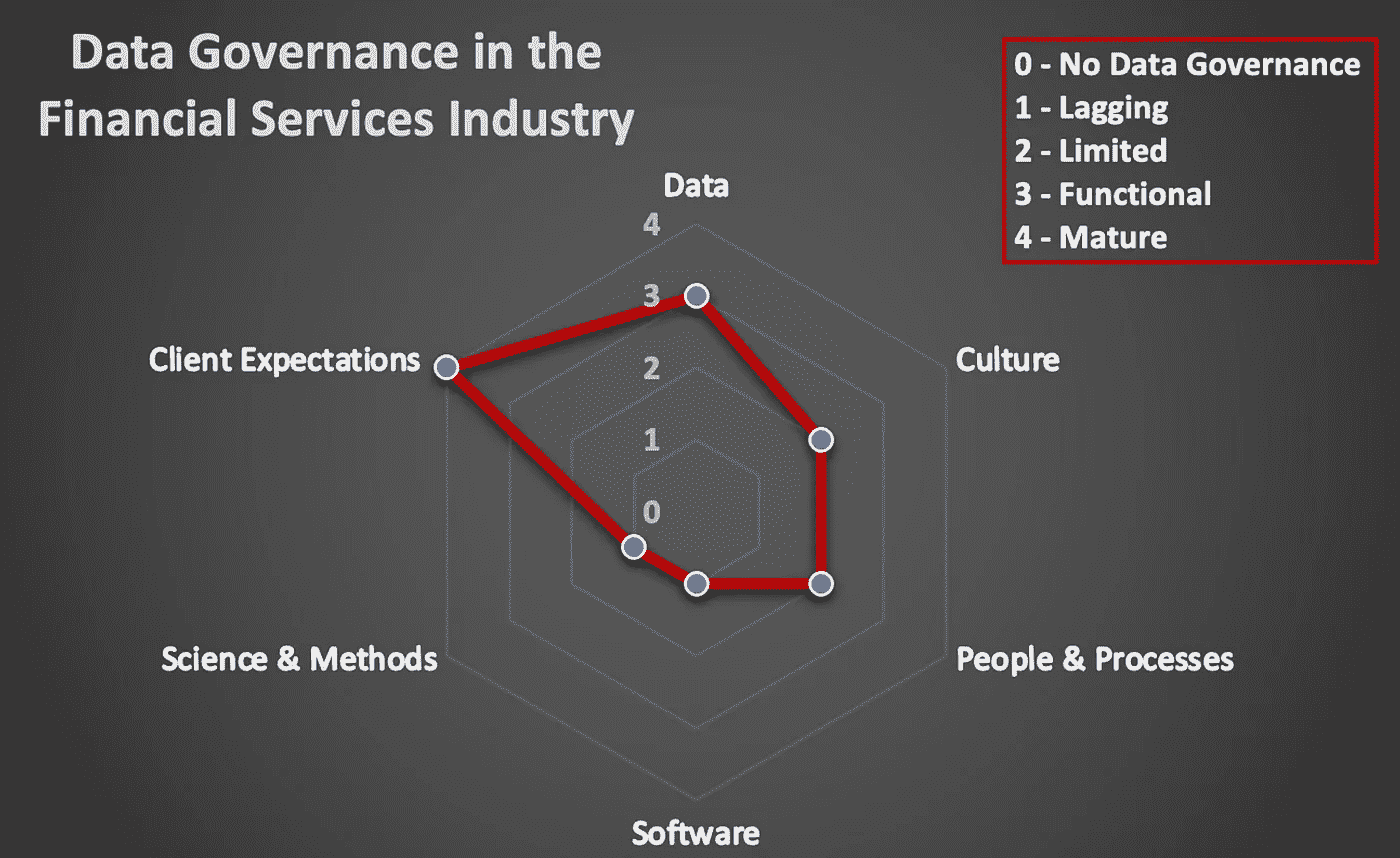 Data Governance in the
Financial Services Industry
0 - No Data Governance
1 - Lagging
2 - Limited
3 - Functional
4 - Mature
Data
4
3
2
1
0
Client Expectations
Culture
Science & Methods
People & Processes
Software